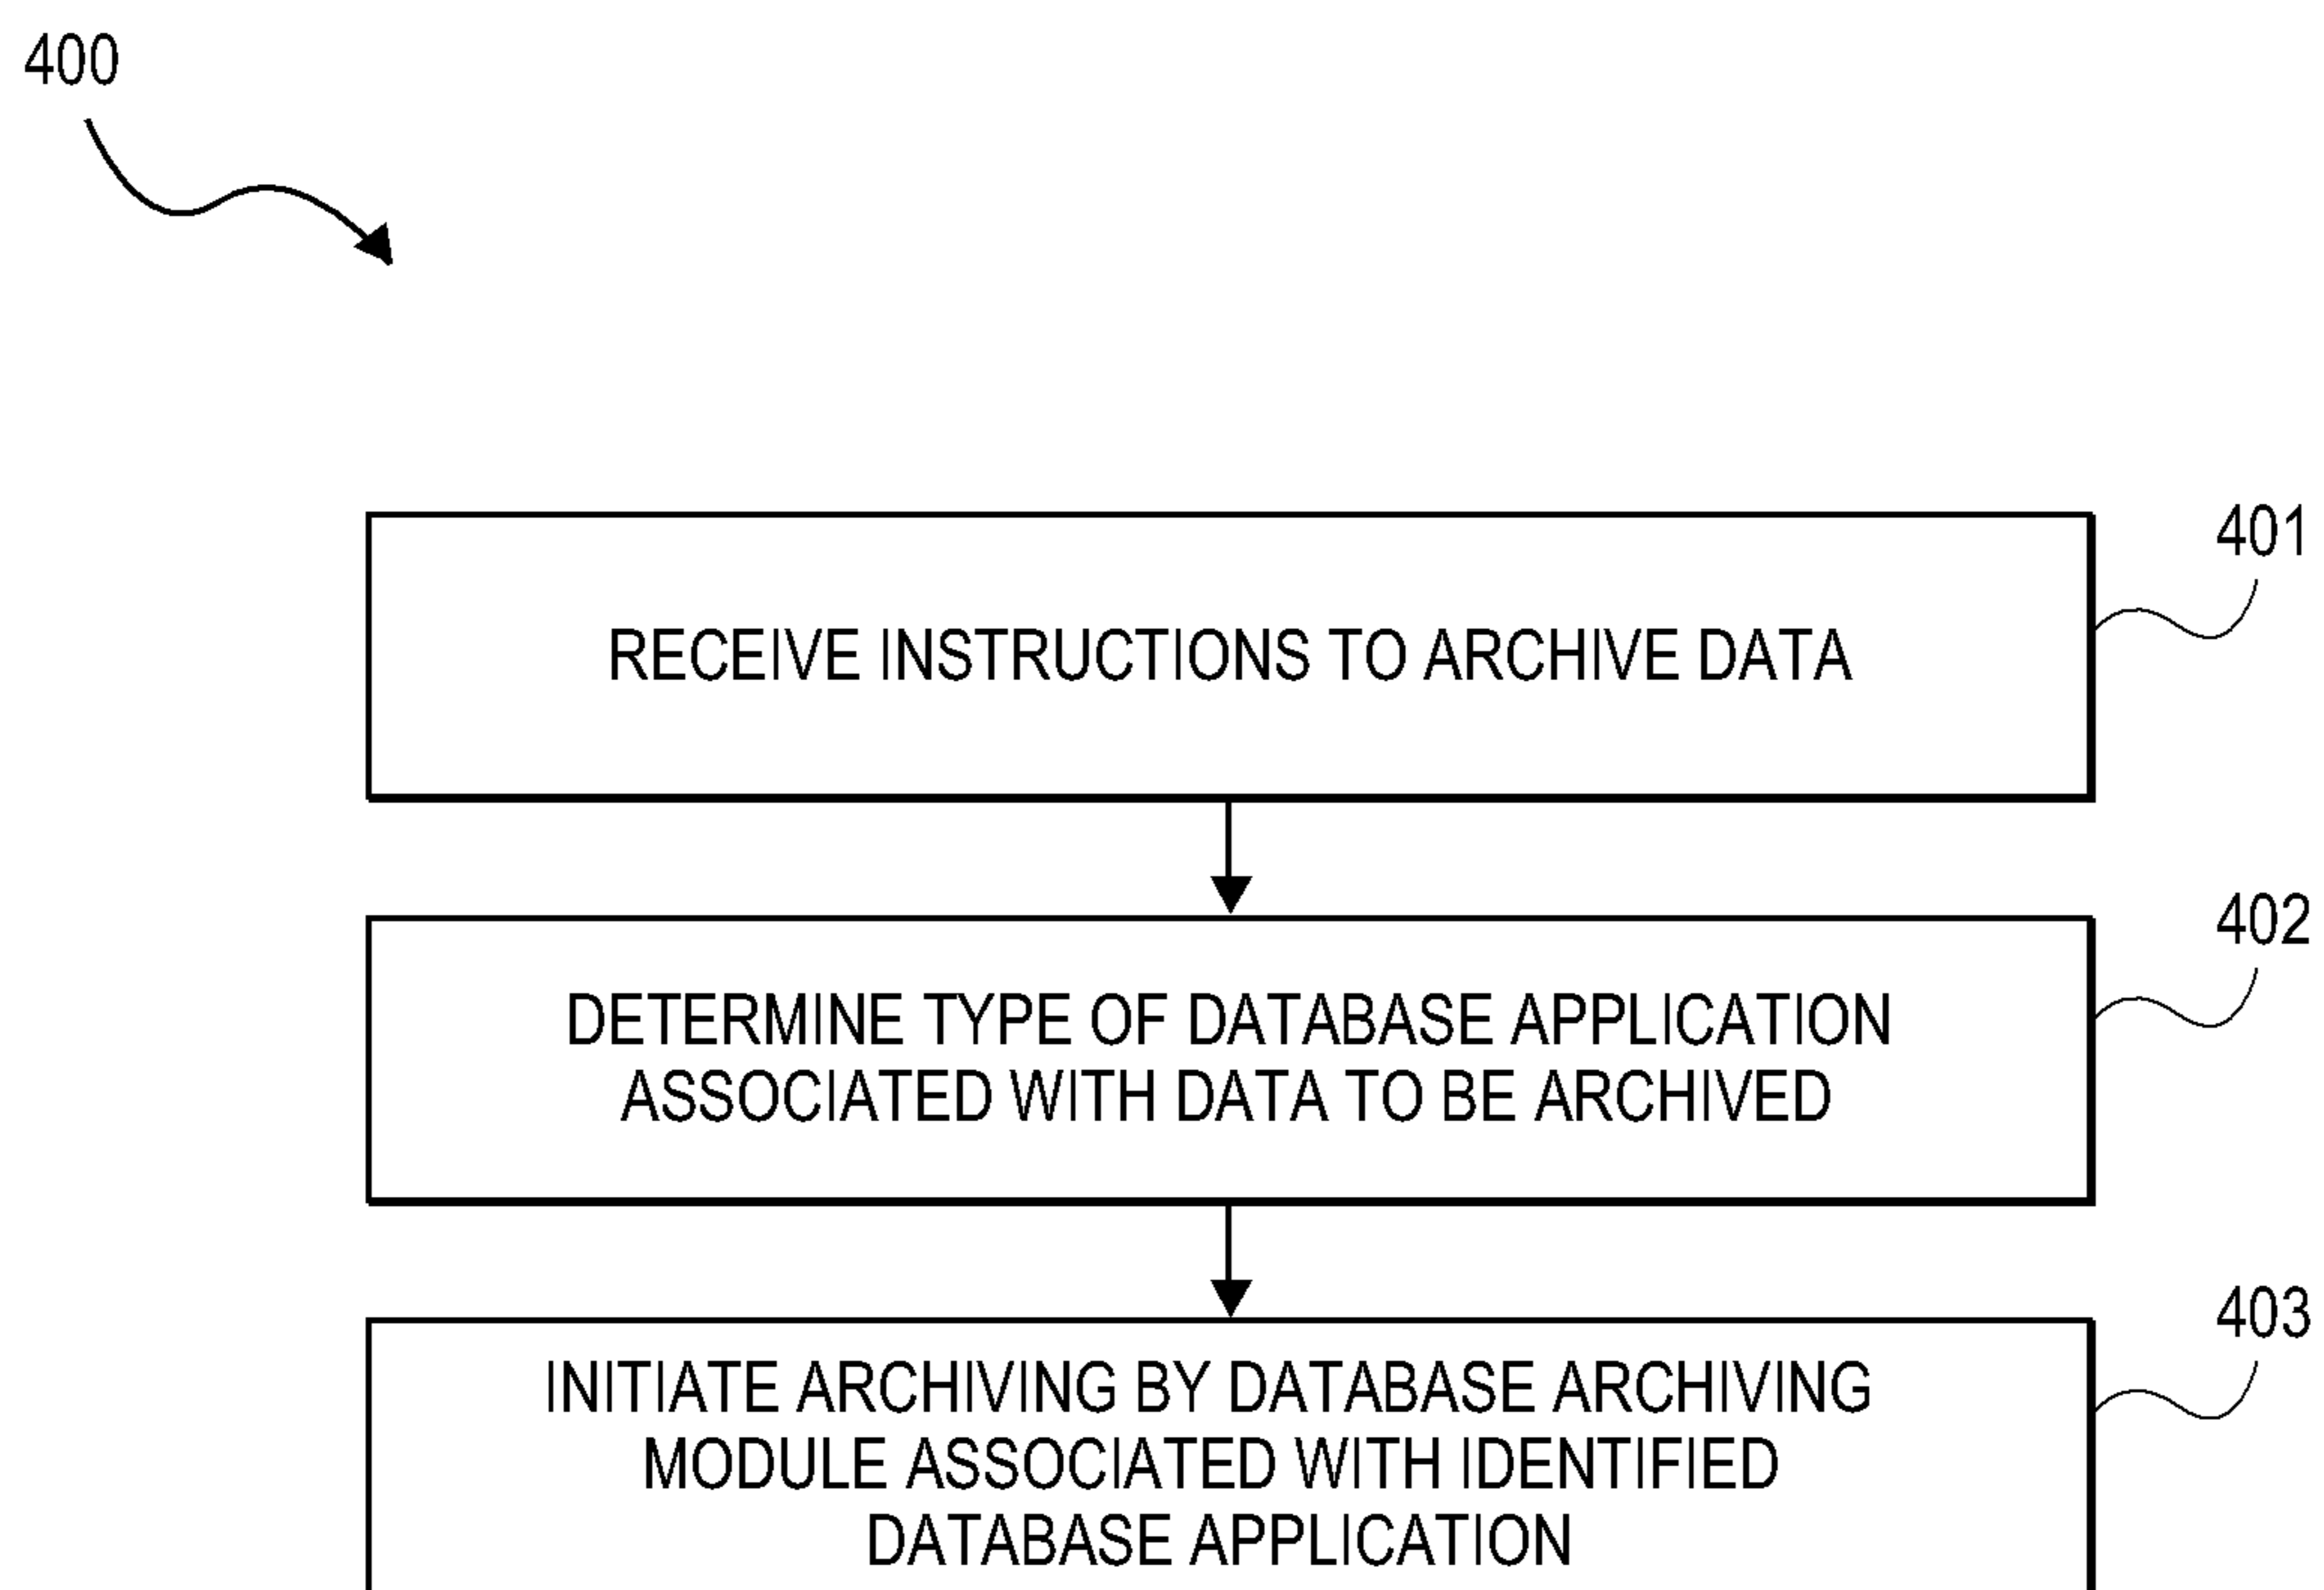 400
401
RECEIVE INSTRUCTIONS TO ARCHIVE DATA
402
DETERMINE TYPE OF DATABASE APPLICATION
ASSOCIATED WITH DATA TO BE ARCHIVED
403
INITIATE ARCHIVING BY DATABASE ARCHIVING
MODULE ASSOCIATED WITH IDENTIFIED
DATABASE APPLICATION